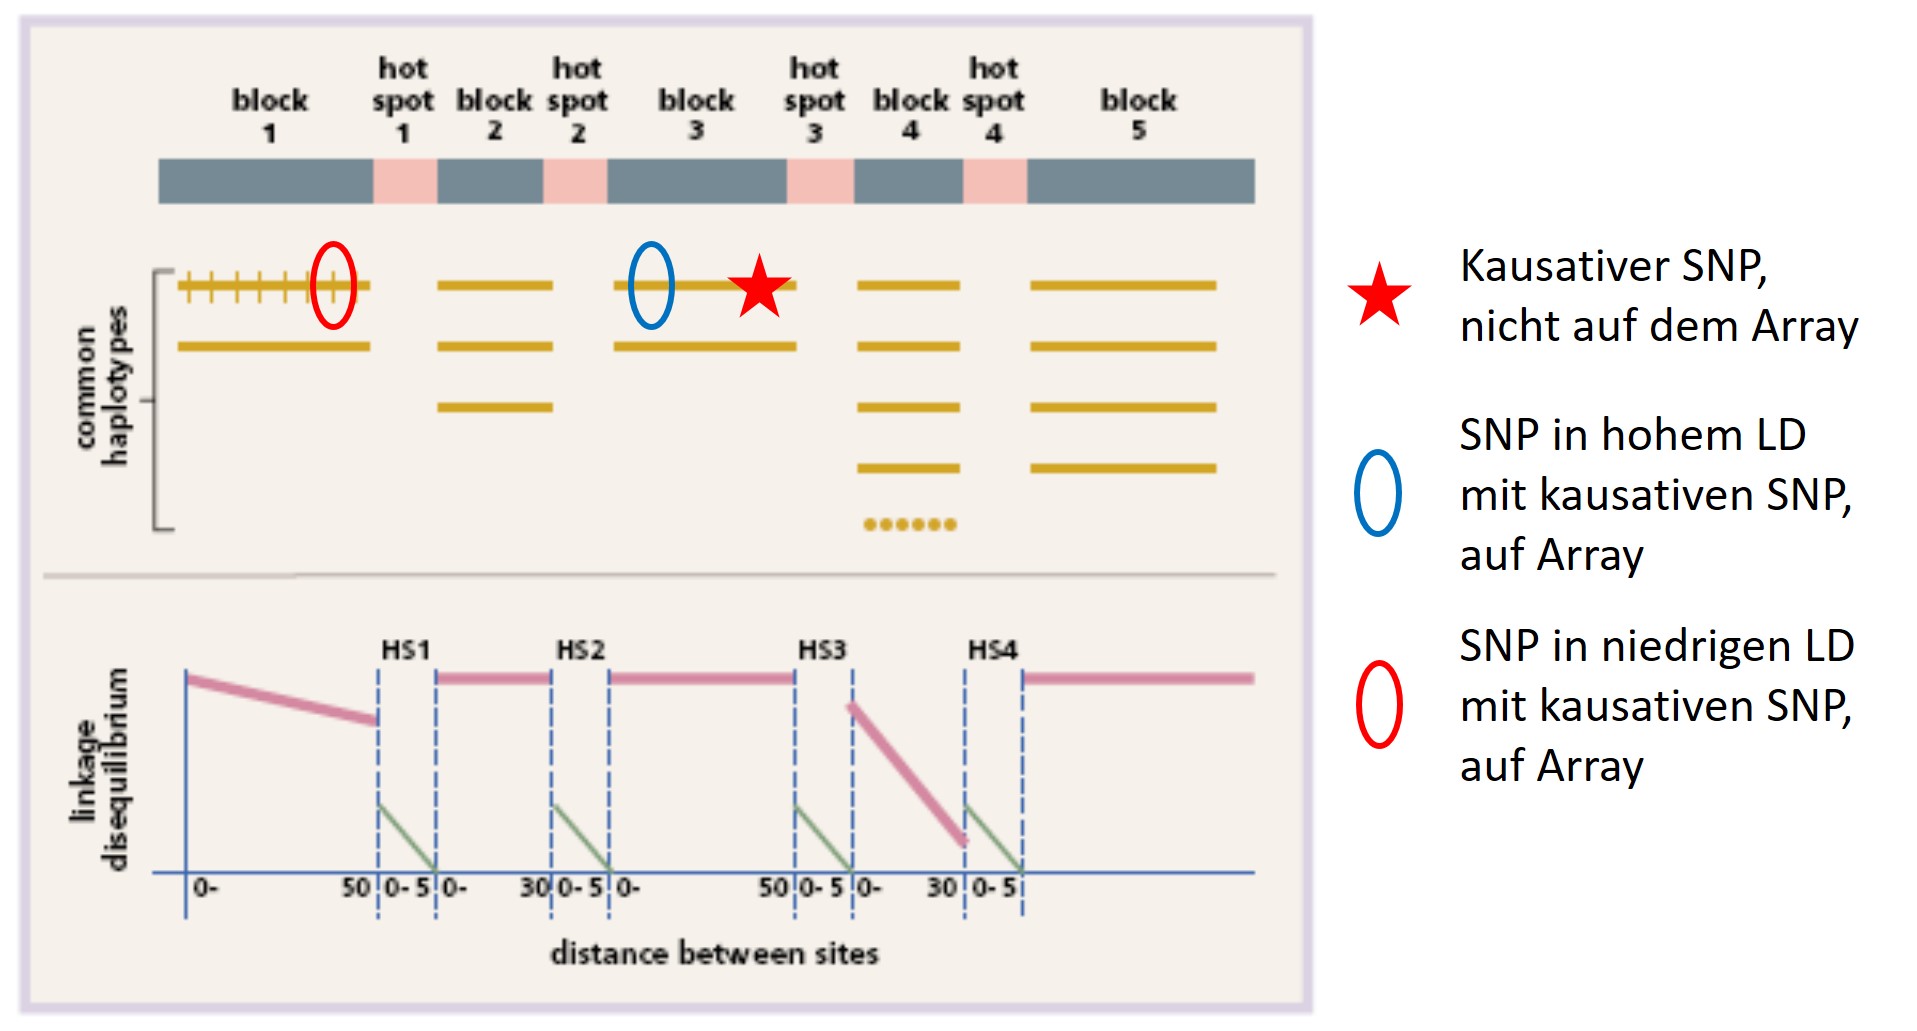 block
1
hot
spot
1
block
2
hot
spot
2
block
3
hot
spot
3
block
4
hot
spot
4
block
5
common
haplotypes
HS1
HS2
HS3
HS4
linkage
disequilibrium
0- 50 0- 5 0- 30 0- 5 0- 50 0- 5 0- 30 0- 5
distance between sites
Kausativer SNP,
nicht auf dem Array
SNP in hohem LD
mit kausativen SNP,
auf Array
SNP in niedrigen LD
mit kausativen SNP,
auf Array